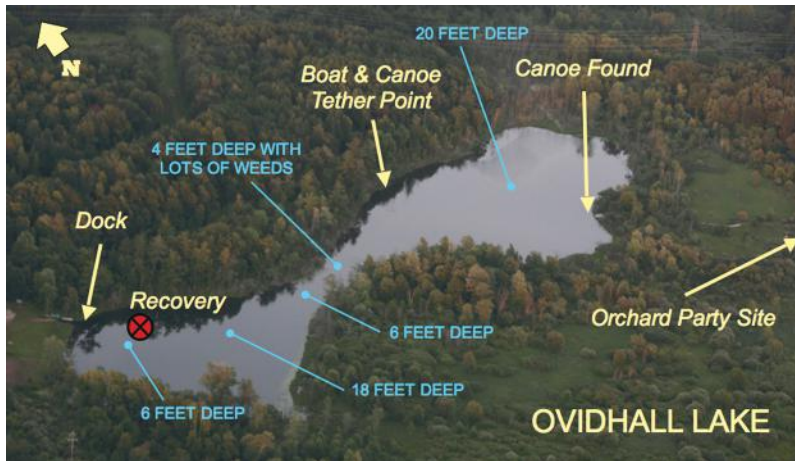 N
20 FEET DEEP
Boat & Canoe
Tether Point
Canoe Found
4 FEET DEEP WITH
LOTS OF WEEDS
Dock
Recovery
6 FEET DEEP
Orchard Party Site
18 FEET DEEP
6 FEET DEEP
OVIDHALL LAKE